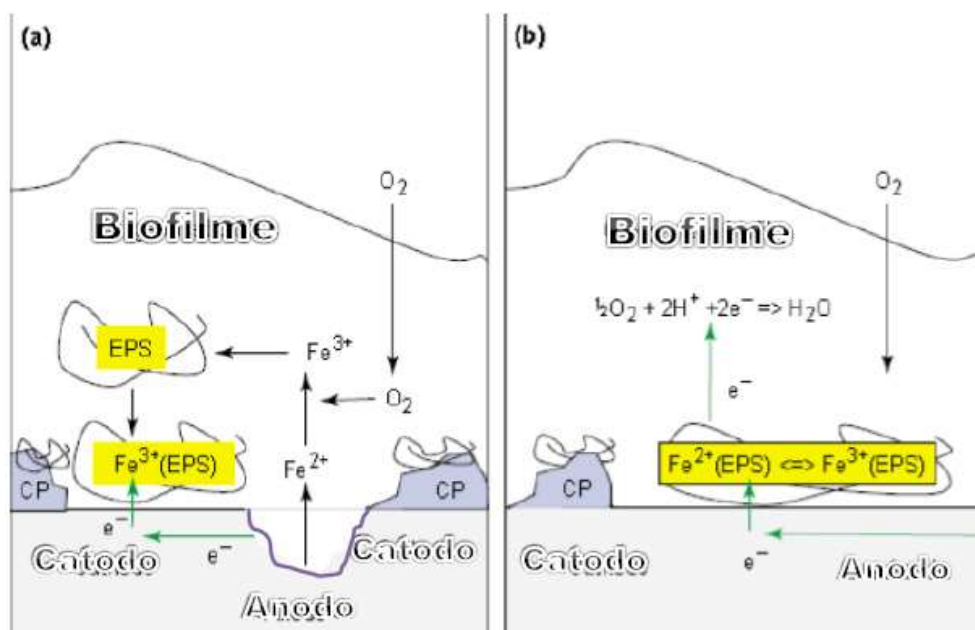 (a)
O₂
Biofilme
EPS
Fe³⁺
O₂
Fe³⁺(EPS)
Fe²⁺
CP
CP
e⁻
e⁻
Catodo
Catodo
Anodo
(b)
O₂
Biofilme
½O₂ + 2H⁺ +2e⁻ => H₂O
e⁻
Fe²⁺(EPS) <=> Fe³⁺(EPS)
CP
e⁻
Catodo
Anodo